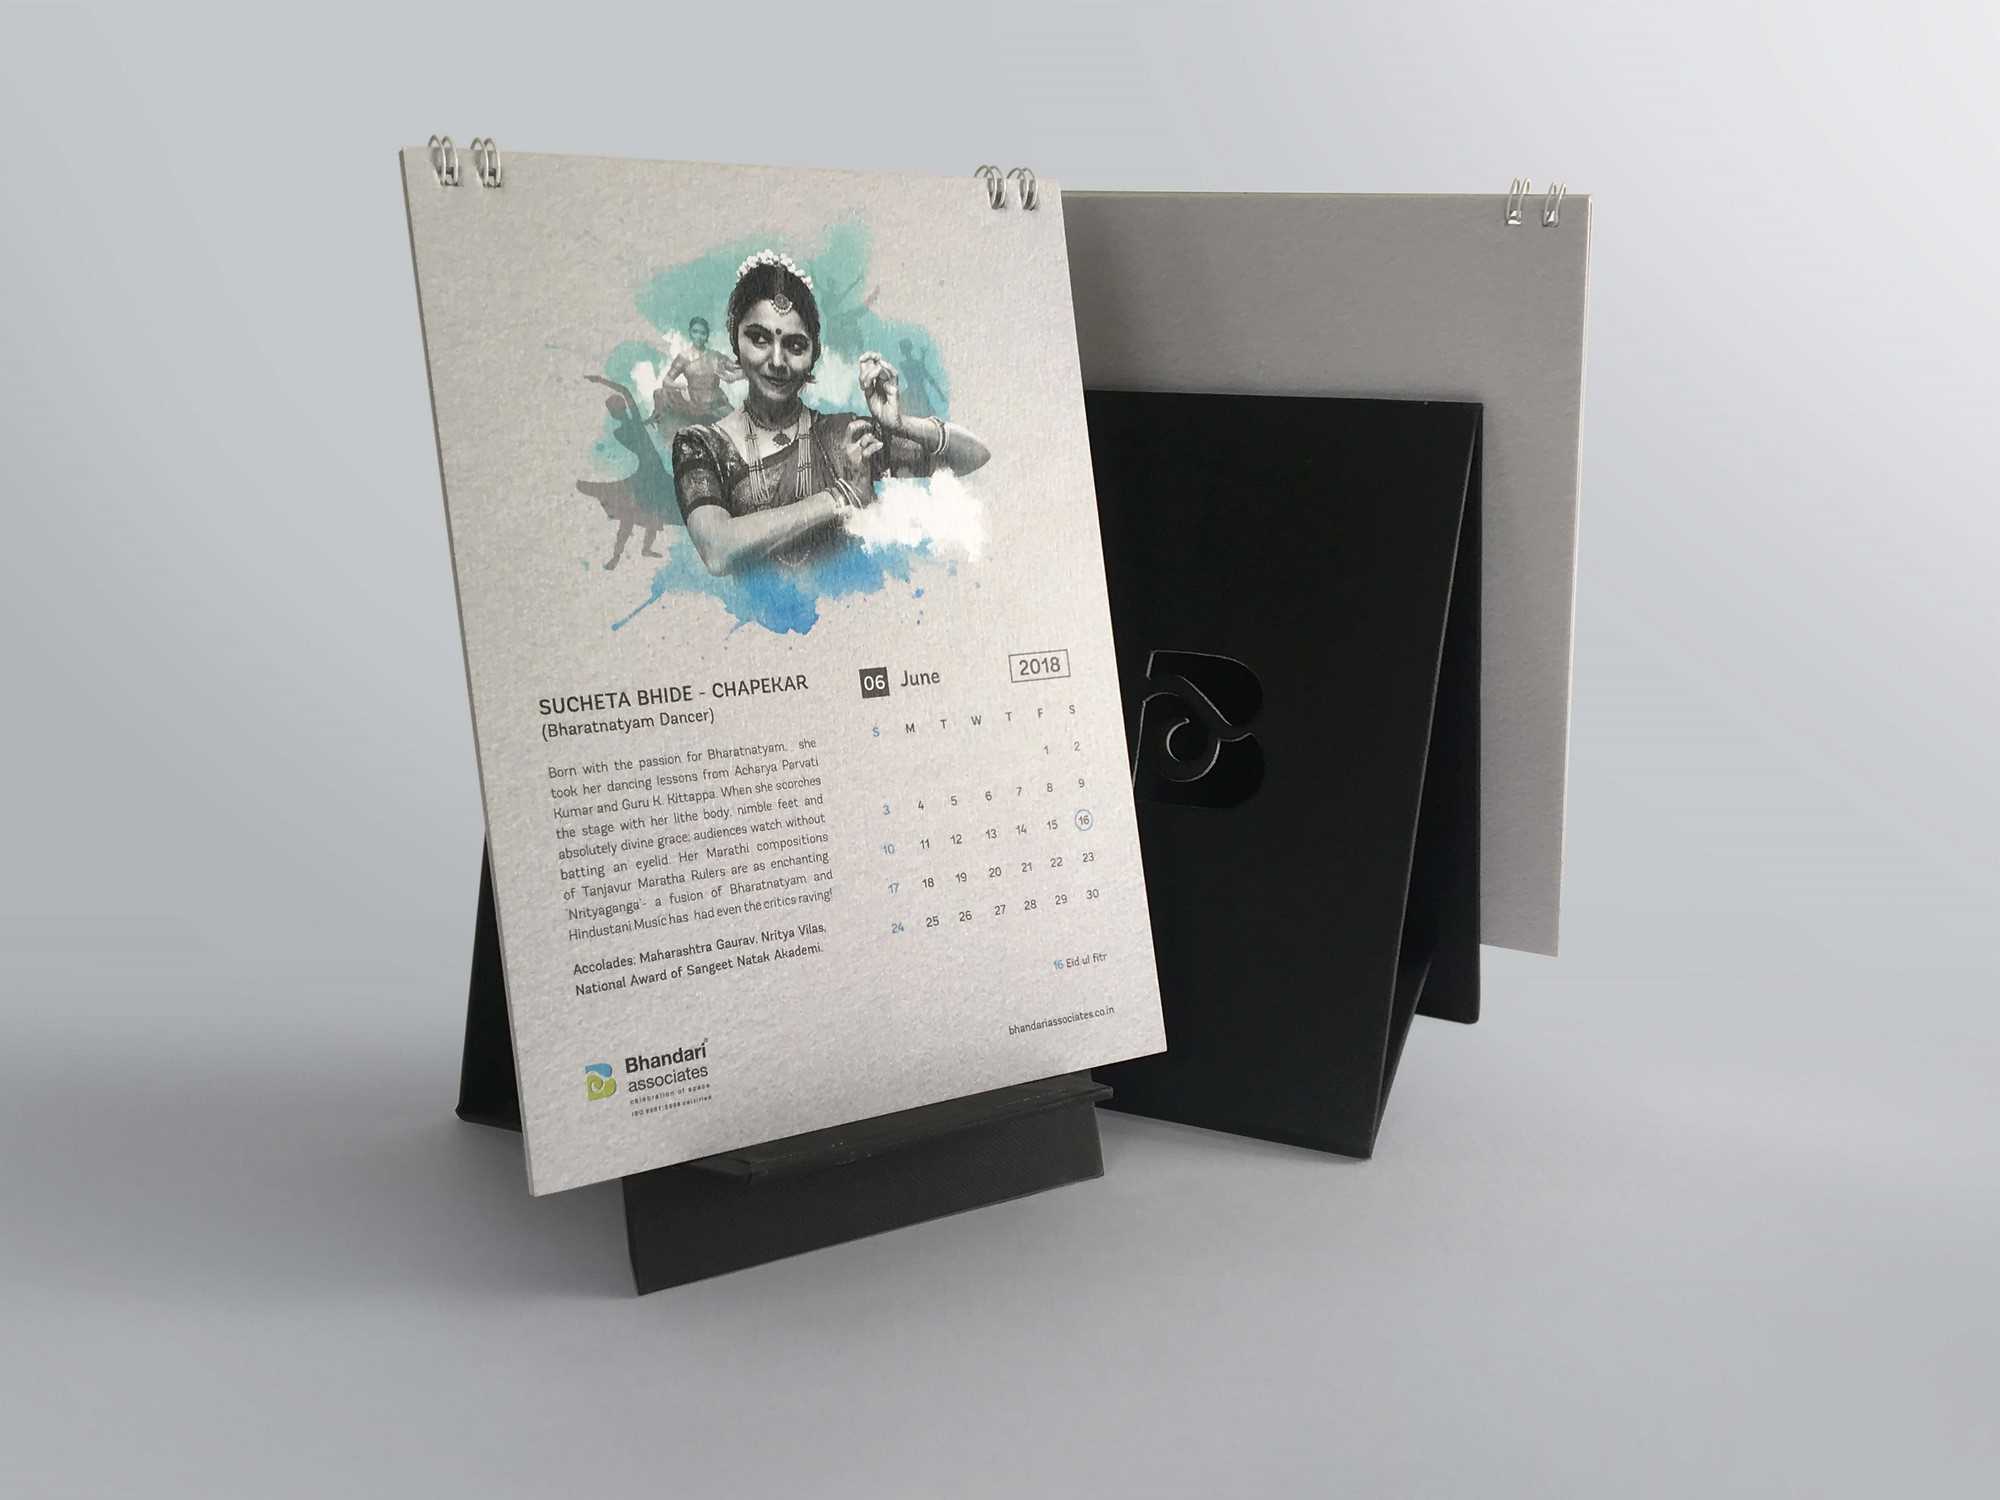 SUCHETA BHIDE - CHAPEKAR
(Bharatnatyam Dancer)
Born with the passion for Bharatnatyam, she
took her dancing lessons from Acharya Parvati
Kumar and Guru K. Kittappa. When she scorches
the stage with her lithe body, nimble feet and
absolutely divine grace; audiences watch without
batting an eyelid. Her Marathi compositions
of Tanjavur Maratha Rulers are as enchanting.
'Nrityaganga'- a fusion of Bharatnatyam and
Hindustani Music has had even the critics raving!
Accolades: Maharashtra Gaurav, Nritya Vilas,
National Award of Sangeet Natak Akademi.
06 June 2018
S M T W T F S
1 2
3 4 5 6 7 8 9
10 11 12 13 14 15 16
17 18 19 20 21 22 23
24 25 26 27 28 29 30
16 Eid ul fitr
bhandariassociates.co.in
Bhandari
associates
celebration of space
ISO 9001:2008 certified